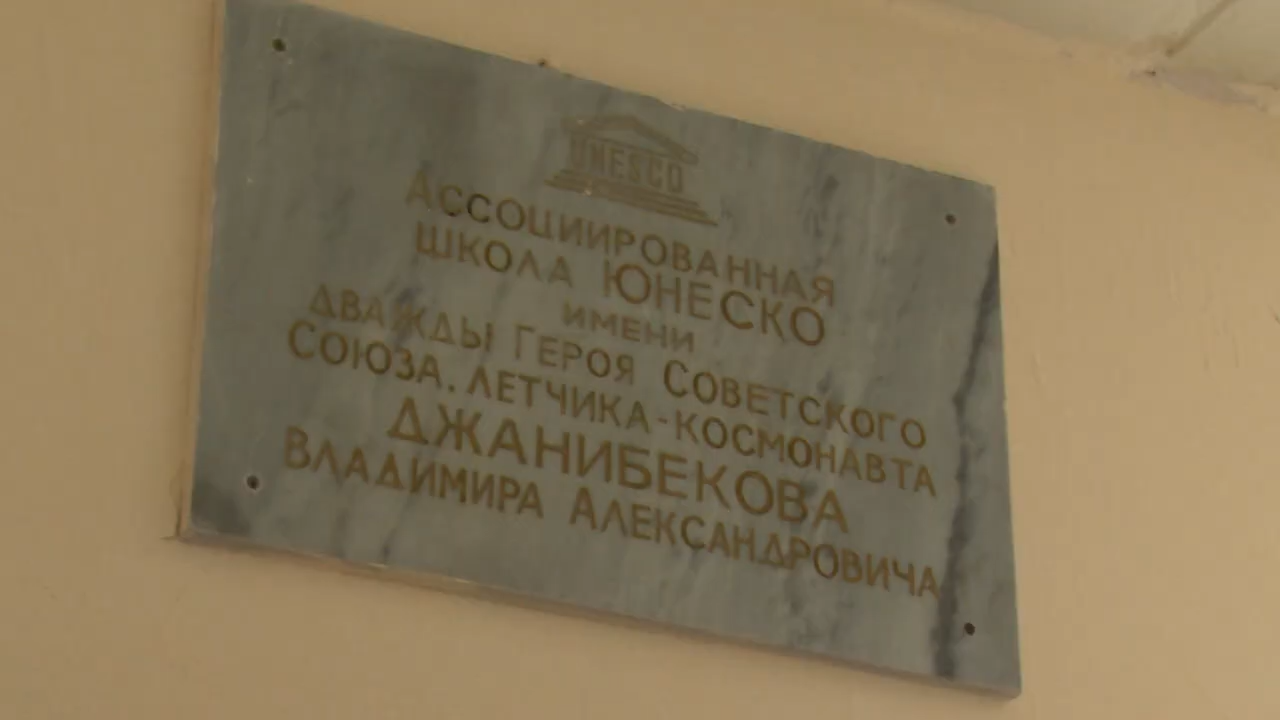 UNESCO
АССОЦИИРОВАННАЯ
ШКОЛА ЮНЕСКО
ИМЕНИ
ДВАЖДЫ ГЕРОЯ СОВЕТСКОГО
СОЮЗА. ЛЕТЧИКА-КОСМОНАВТА
ДЖАНИБЕКОВА
ВЛАДИМИРА АЛЕКСАНДРОВИЧА